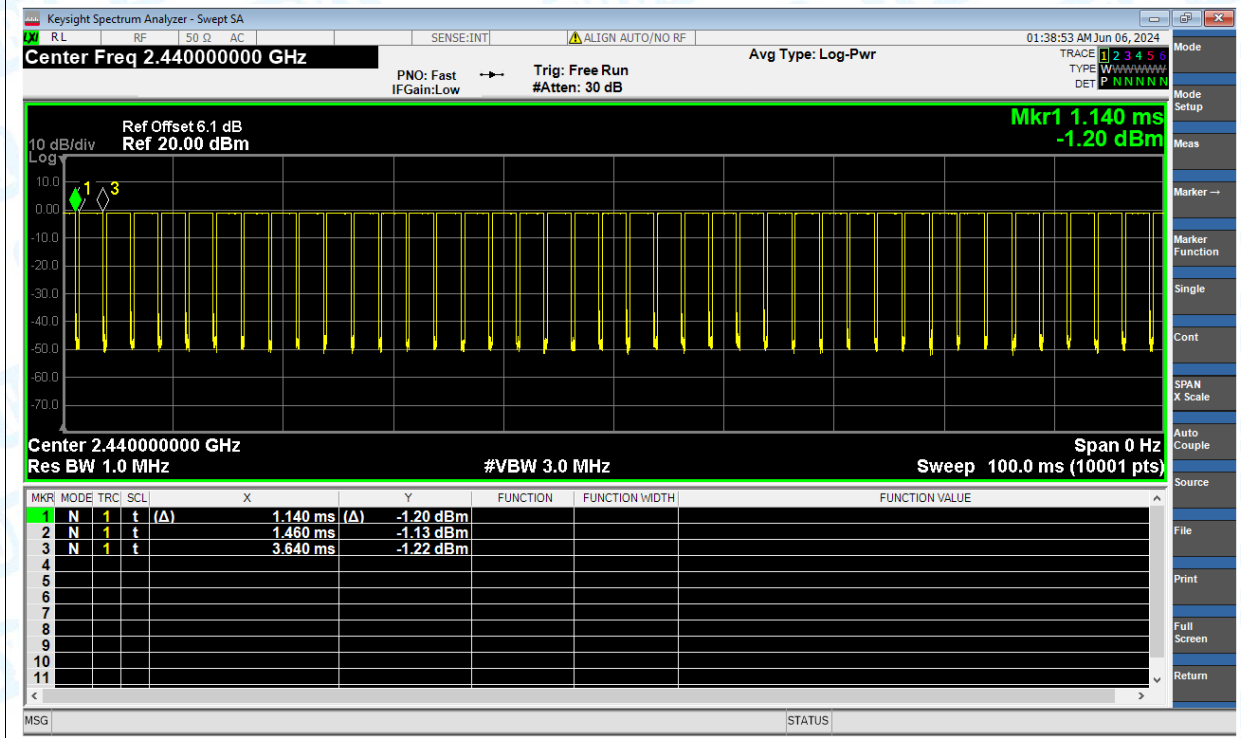 Keysight Spectrum Analyzer - Swept SA
LXI RL RF 50 Ω AC SENSE:INT ALIGN AUTO/NO RF 01:38:53 AM Jun 06, 2024
Center Freq 2.440000000 GHz
PNO: Fast
IFGain:Low
Trig: Free Run
#Atten: 30 dB
Avg Type: Log-Pwr
TRACE 1 2 3 4 5 6
TYPE WWWWWWW
DET P N N N N N
Mode
Mode Setup
Meas
Marker →
Marker Function
Single
Cont
SPAN X Scale
Auto Couple
Source
File
Print
Full Screen
Return
Mkr1 1.140 ms
-1.20 dBm
Ref Offset 6.1 dB
10 dB/div Ref 20.00 dBm
Log
10.0
0.00
-10.0
-20.0
-30.0
-40.0
-50.0
-60.0
-70.0
1 3
Center 2.440000000 GHz Span 0 Hz
Res BW 1.0 MHz #VBW 3.0 MHz Sweep 100.0 ms (10001 pts)
MKR MODE TRC SCL X Y FUNCTION FUNCTION WIDTH FUNCTION VALUE
1 N 1 t (Δ) 1.140 ms (Δ) -1.20 dBm
2 N 1 t 1.460 ms -1.13 dBm
3 N 1 t 3.640 ms -1.22 dBm
4
5
6
7
8
9
10
11
MSG STATUS